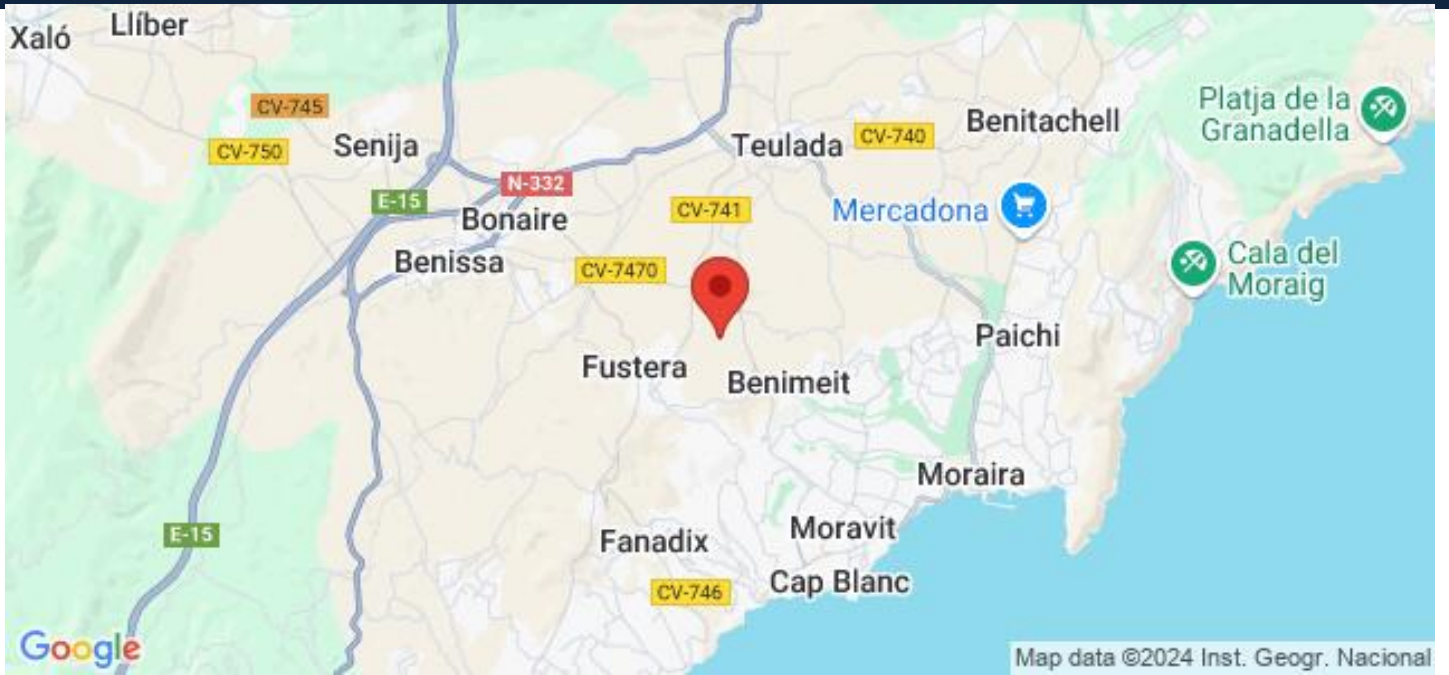 Xaló
Llíber
CV-745
CV-750
Senija
Teulada
CV-740
Benitachell
Platja de la
Granadella
N-332
E-15
CV-741
Mercadona
Bonaire
Benissa
CV-7470
Cala del
Moraig
Paichi
Fustera
Benimeit
Moraira
E-15
Fanadix
Moravit
CV-746
Cap Blanc
Google
Map data ©2024 Inst. Geogr. Nacional